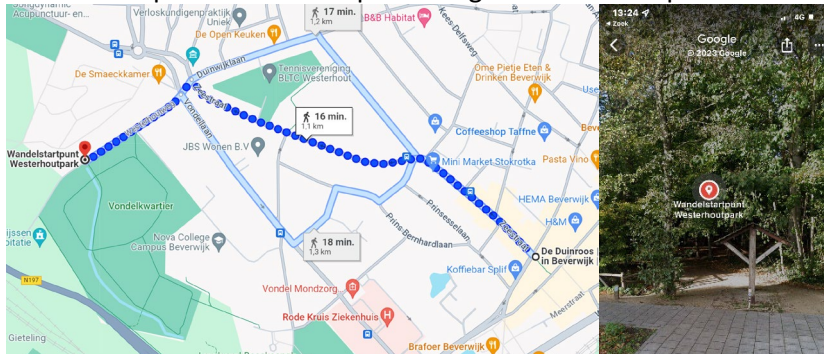 Acupunctuur- en...
Verloskundigenpraktijk
Uniek
De Open Keuken
17 min.
1,2 km
B&B Habitat
Kees Delfsweg
De Smaeckkamer
Duinwijklaan
Tennisvereniging
BLTC Westerhout
Ome Pietje Eten &
Drinken Beverwijk
16 min.
1,1 km
Vondellaan
JBS Wonen B.V
Coffeeshop Taffne
Wandelstartpunt
Westerhoutpark
Mini Market Stokrotka
Pasta Vino
Vondelkwartier
HEMA Beverwijk
H&M
Prinsesselaan
Prins Bernhardlaan
Nova College
Campus Beverwijk
18 min.
1,3 km
De Duinroos
in Beverwijk
Koffiebar Split
N197
Vondel Mondzorg...
Meerstraat
Rode Kruis Ziekenhuis
Gieteling
Brafoer Beverwijk
13:24
4G
Zoek
Google
© 2023 Google
Wandelstartpunt
Westerhoutpark